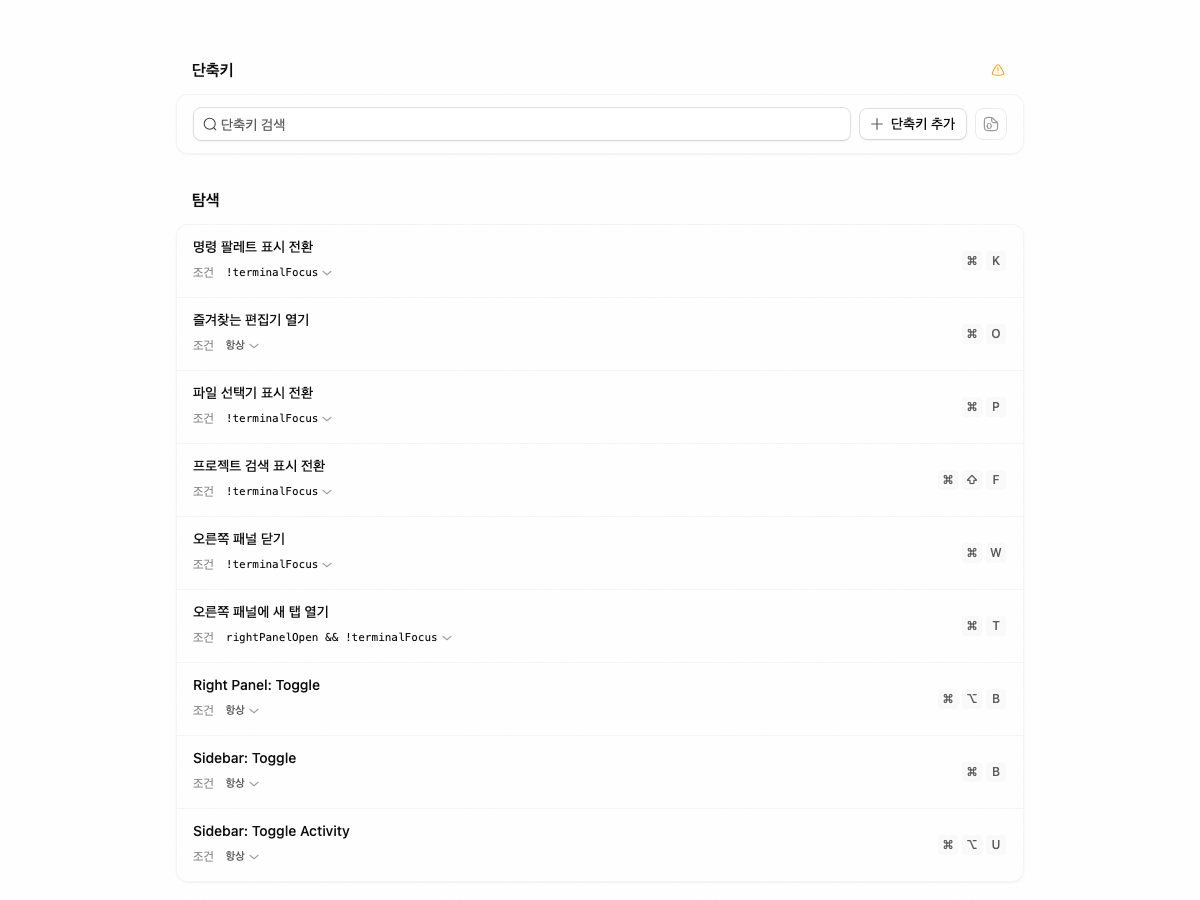 단축키
단축키 검색
단축키 추가
탐색
명령 팔레트 표시 전환
⌘ K
조건 !terminalFocus
즐겨찾는 편집기 열기
⌘ O
조건 항상
파일 선택기 표시 전환
⌘ P
조건 !terminalFocus
프로젝트 검색 표시 전환
⌘ ⇧ F
조건 !terminalFocus
오른쪽 패널 닫기
⌘ W
조건 !terminalFocus
오른쪽 패널에 새 탭 열기
⌘ T
조건 rightPanelOpen && !terminalFocus
Right Panel: Toggle
⌘ ⌥ B
조건 항상
Sidebar: Toggle
⌘ B
조건 항상
Sidebar: Toggle Activity
⌘ ⌥ U
조건 항상